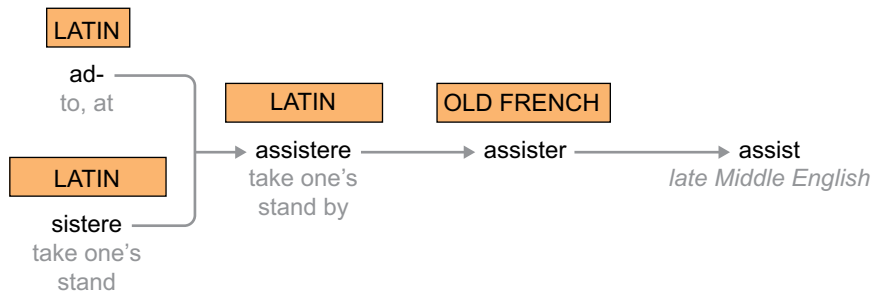 LATIN
ad-
to, at
LATIN
sistere
take one’s
stand
LATIN
assistere
take one’s
stand by
OLD FRENCH
assister
assist
late Middle English